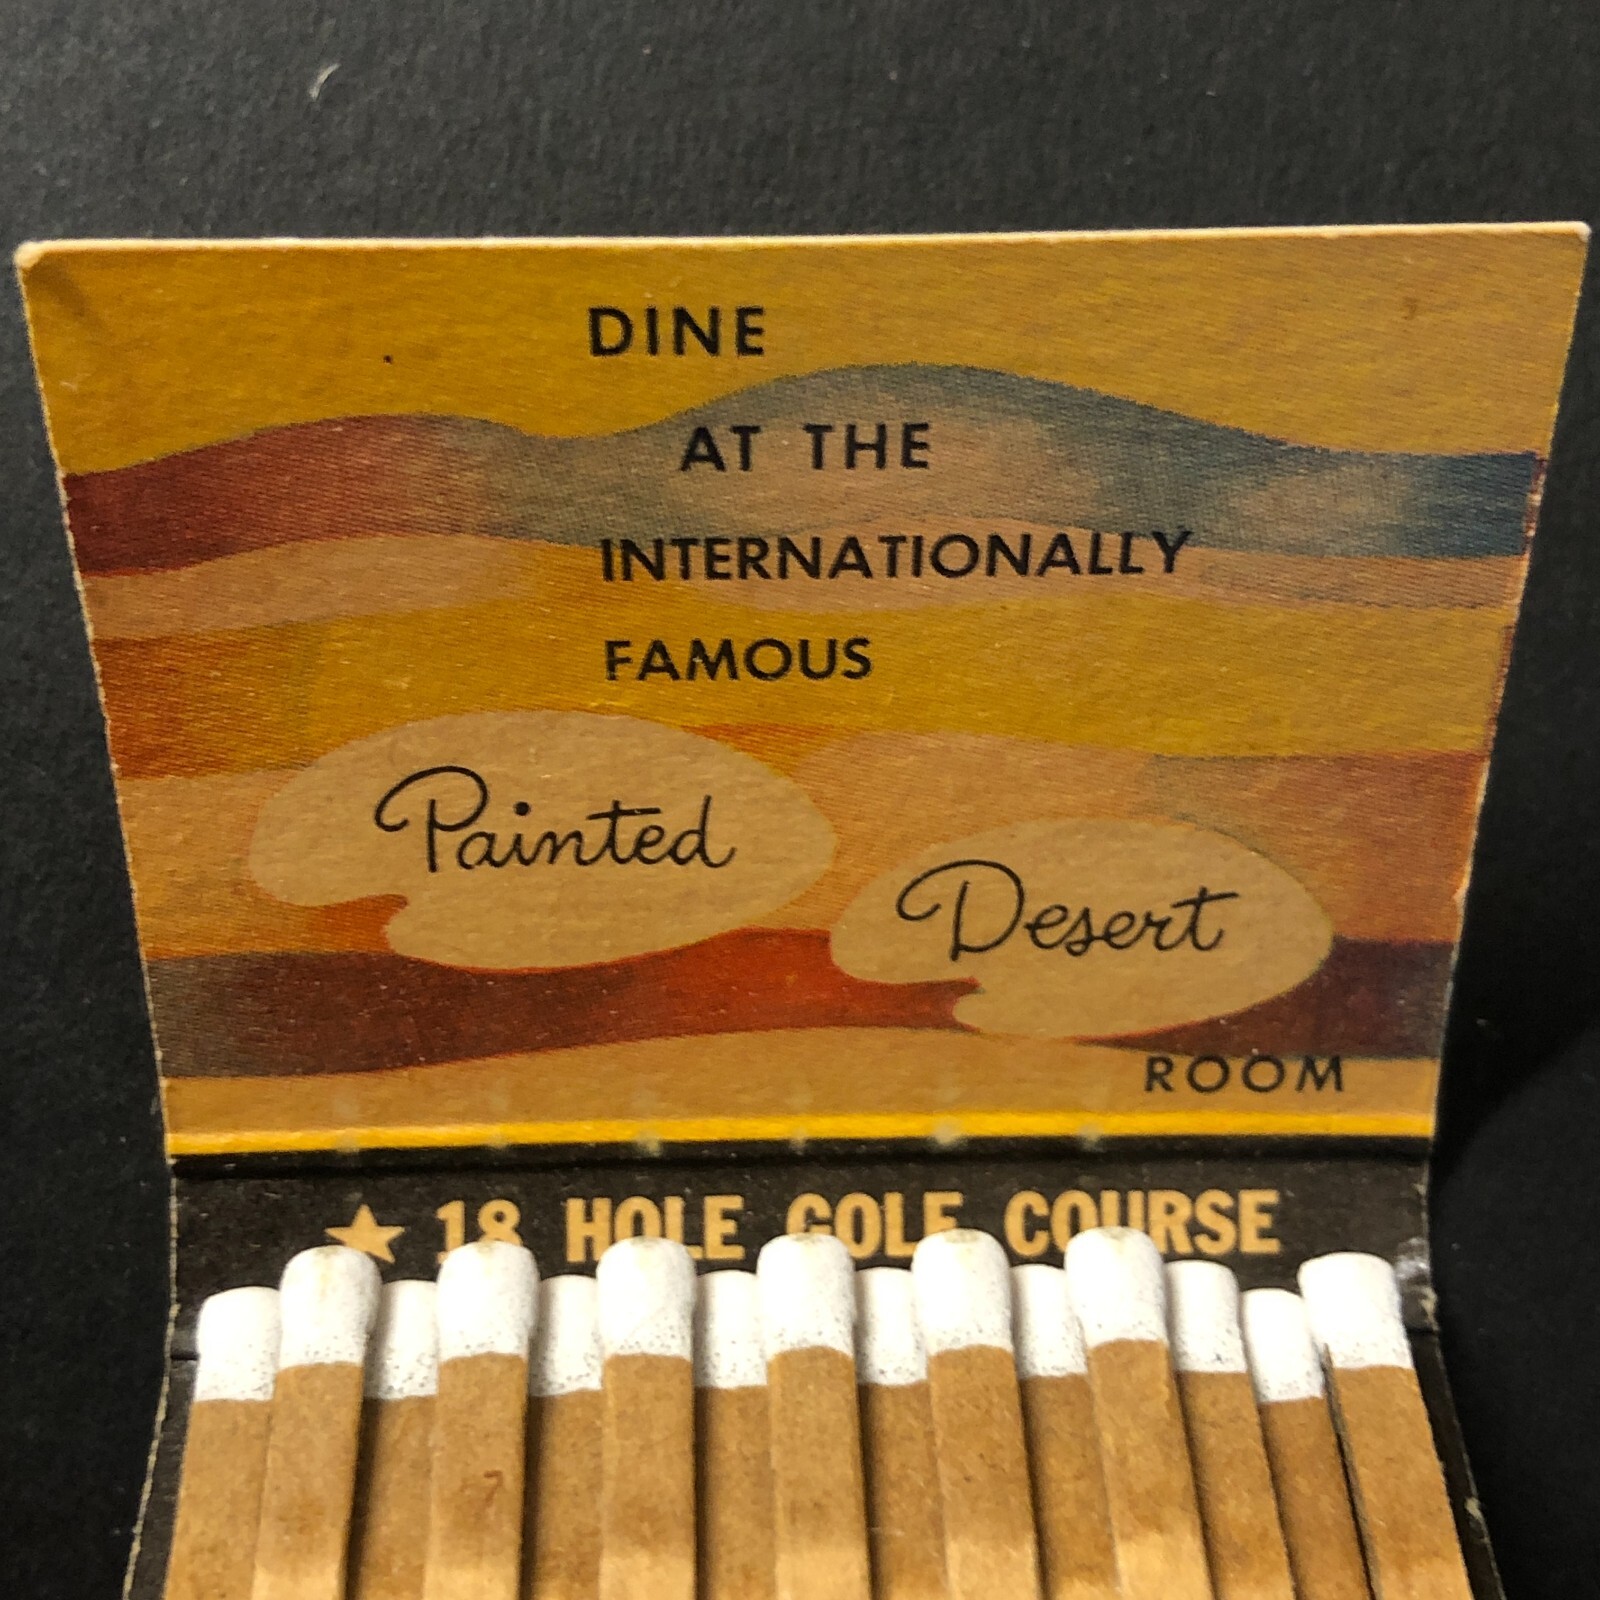 DINE
AT THE
INTERNATIONALLY
FAMOUS
Painted
Desert
ROOM
★ 18 HOLE GOLF COURSE